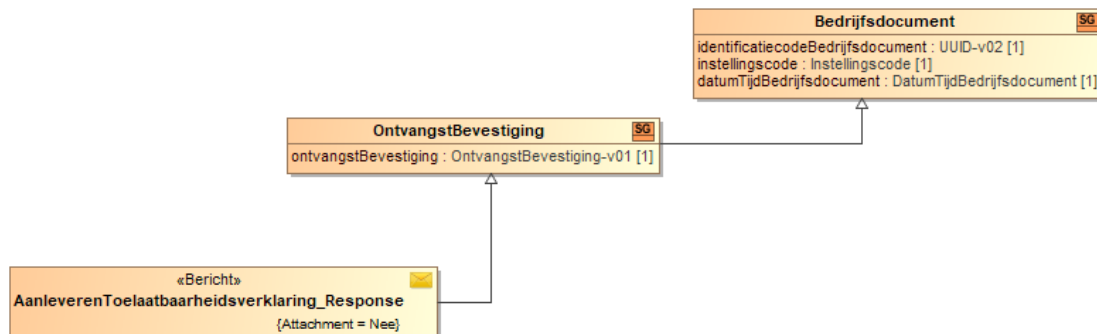 Bedrijfsdocument
SG
identificatiecodeBedrijfsdocument : UUID-v02 [1]
instellingscode : Instellingscode [1]
datumTijdBedrijfsdocument : DatumTijdBedrijfsdocument [1]
OntvangstBevestiging
SG
ontvangstBevestiging : OntvangstBevestiging-v01 [1]
«Bericht»
AanleverenToelaatbaarheidsverklaring_Response
{Attachment = Nee}